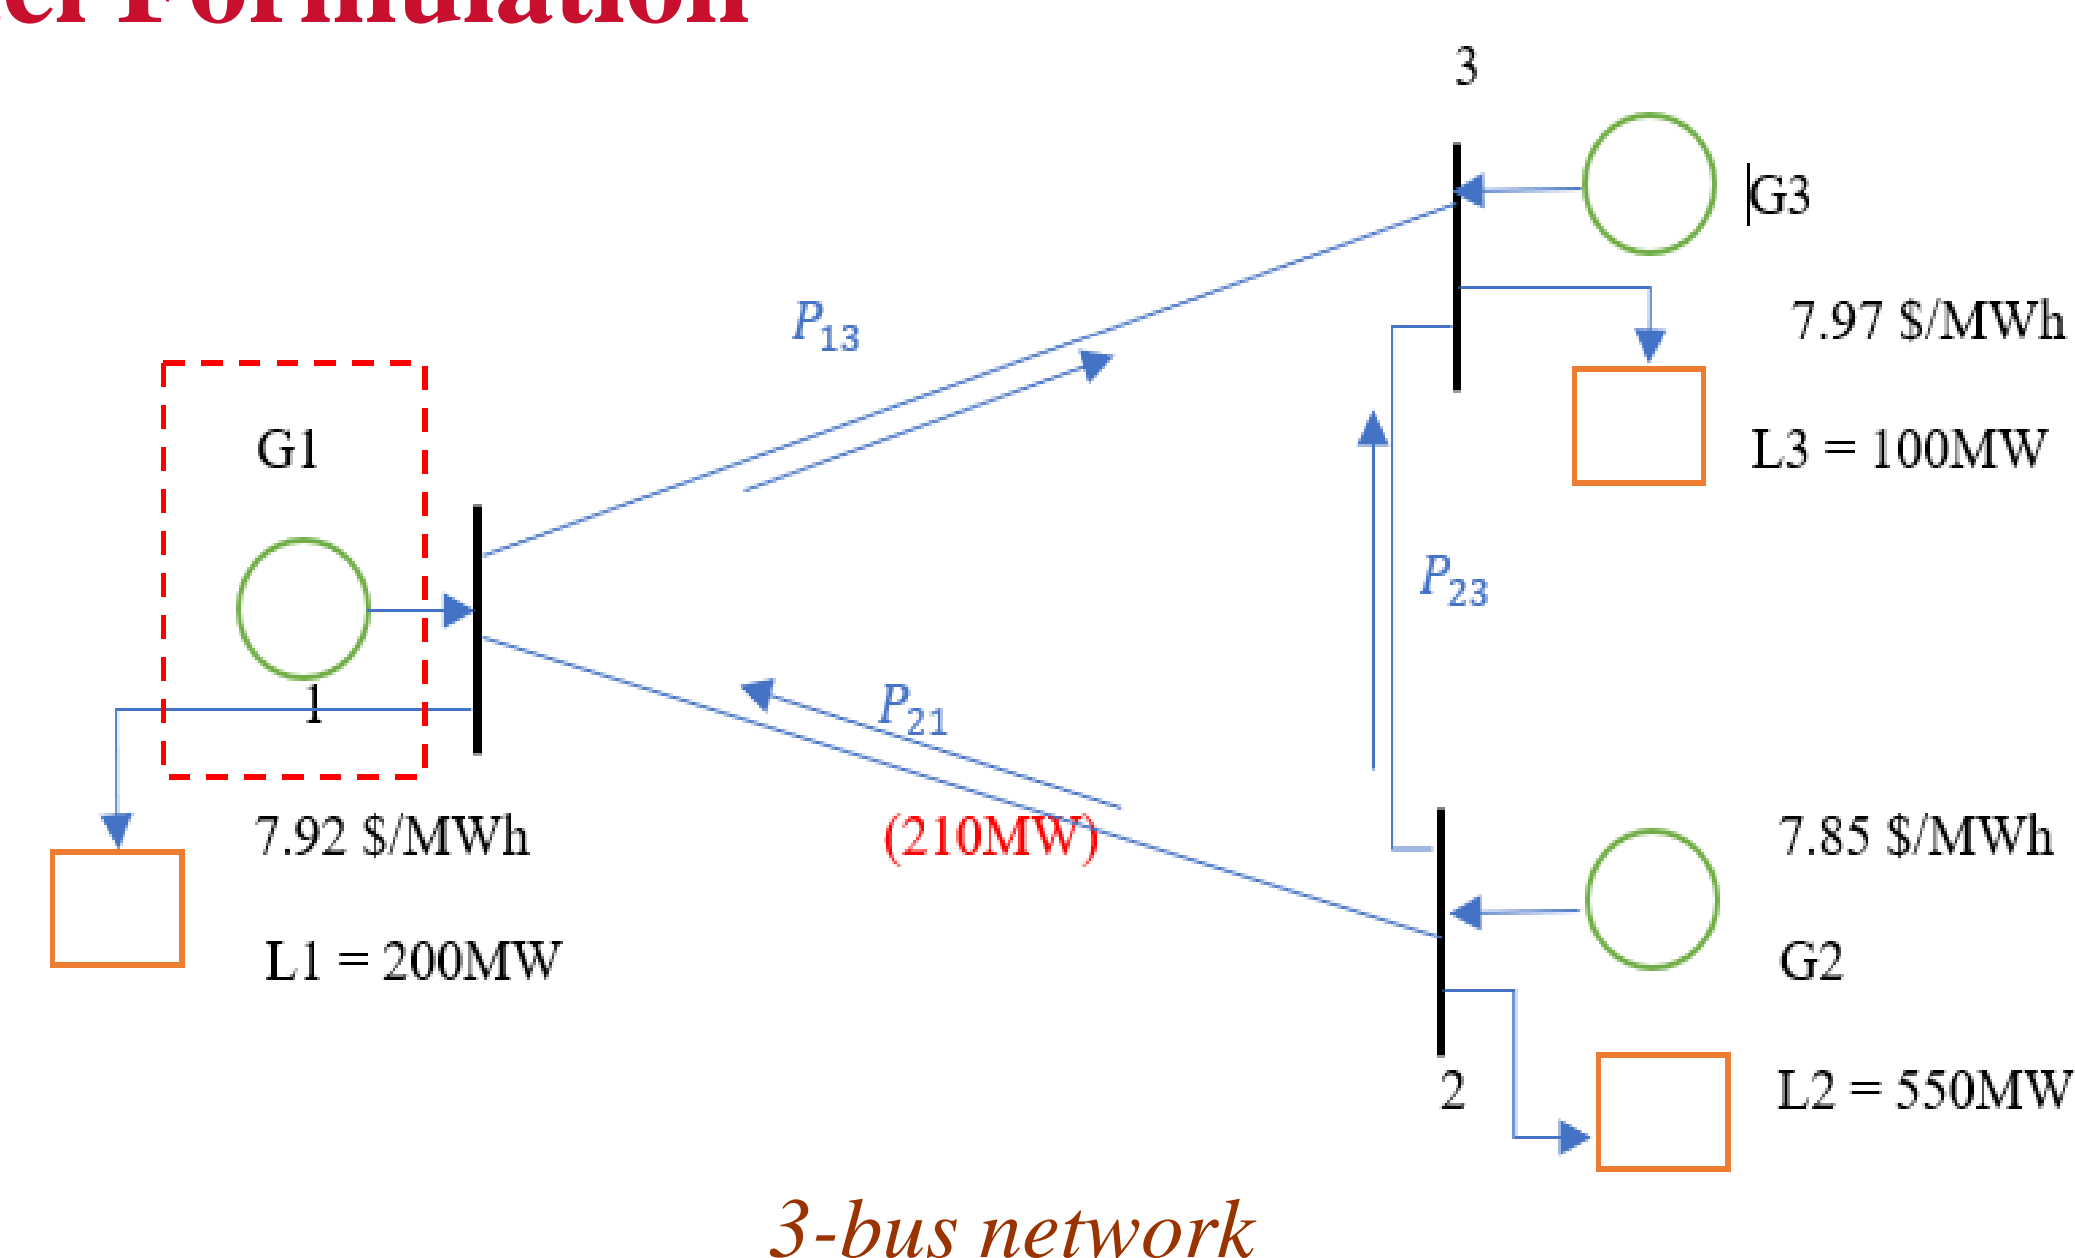 Formulation
3
G3
7.97 $/MWh
L3 = 100MW
P₁₃
G1
1
7.92 $/MWh
L1 = 200MW
P₂₁
(210MW)
P₂₃
7.85 $/MWh
G2
L2 = 550MW
2
3-bus network